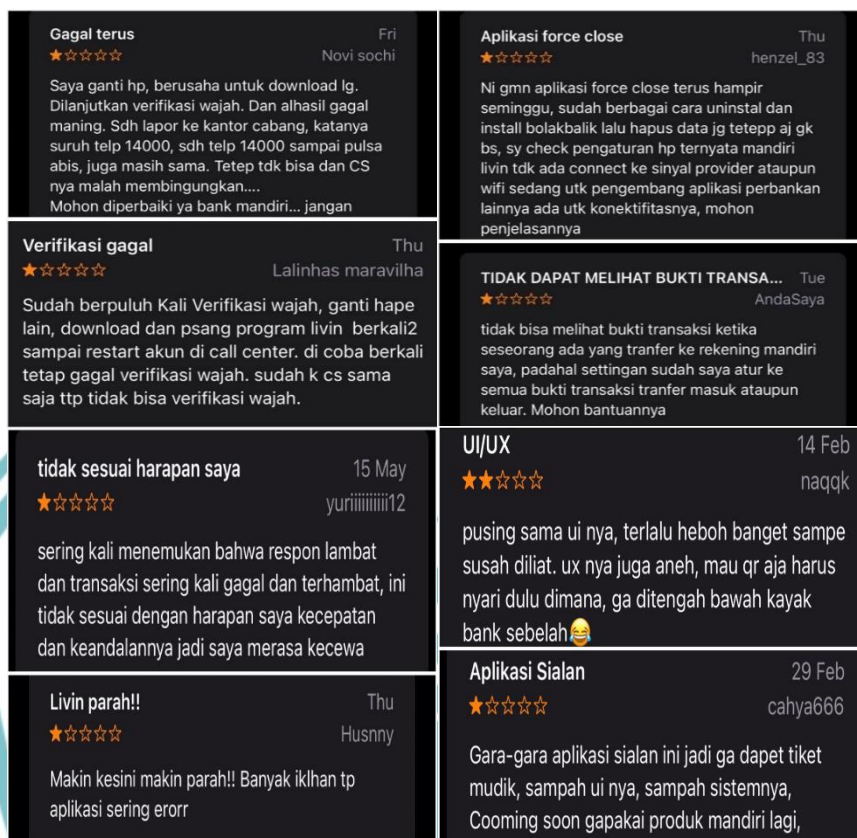 Gagal terus Fri
Novi sochi
Saya ganti hp, berusaha untuk download lg.
Dilanjutkan verifikasi wajah. Dan alhasil gagal
maning. Sdh lapor ke kantor cabang, katanya
suruh telp 14000, sdh telp 14000 sampai pulsa
abis, juga masih sama. Tetep tdk bisa dan CS
nya malah membingungkan....
Mohon diperbaiki ya bank mandiri... jangan
Verifikasi gagal Thu
Lalinhas maravilha
Sudah berpuluh Kali Verifikasi wajah, ganti hape
lain, download dan psang program livin berkali2
sampai restart akun di call center. di coba berkali
tetap gagal verifikasi wajah. sudah k cs sama
saja ttp tidak bisa verifikasi wajah.
tidak sesuai harapan saya 15 May
yuriiiiiiiiii12
sering kali menemukan bahwa respon lambat
dan transaksi sering kali gagal dan terhambat, ini
tidak sesuai dengan harapan saya kecepatan
dan keandalannya jadi saya merasa kecewa
Livin parah!! Thu
Husnny
Makin kesini makin parah!! Banyak iklhan tp
aplikasi sering erorr
Aplikasi force close Thu
henzel_83
Ni gmn aplikasi force close terus hampir
seminggu, sudah berbagai cara uninstal dan
install bolakbalik lalu hapus data jg tetepp aj gk
bs, sy check pengaturan hp ternyata mandiri
livin tdk ada connect ke sinyal provider ataupun
wifi sedang utk pengembang aplikasi perbankan
lainnya ada utk konektifitasnya, mohon
penjelasannya
TIDAK DAPAT MELIHAT BUKTI TRANSA... Tue
AndaSaya
tidak bisa melihat bukti transaksi ketika
seseorang ada yang tranfer ke rekening mandiri
saya, padahal settingan sudah saya atur ke
semua bukti transaksi tranfer masuk ataupun
keluar. Mohon bantuannya
UI/UX 14 Feb
naqqk
pusing sama ui nya, terlalu heboh banget sampe
susah diliat. ux nya juga aneh, mau qr aja harus
nyari dulu dimana, ga ditengah bawah kayak
bank sebelah😂
Aplikasi Sialan 29 Feb
cahya666
Gara-gara aplikasi sialan ini jadi ga dapet tiket
mudik, sampah ui nya, sampah sistemnya,
Cooming soon gapakai produk mandiri lagi,